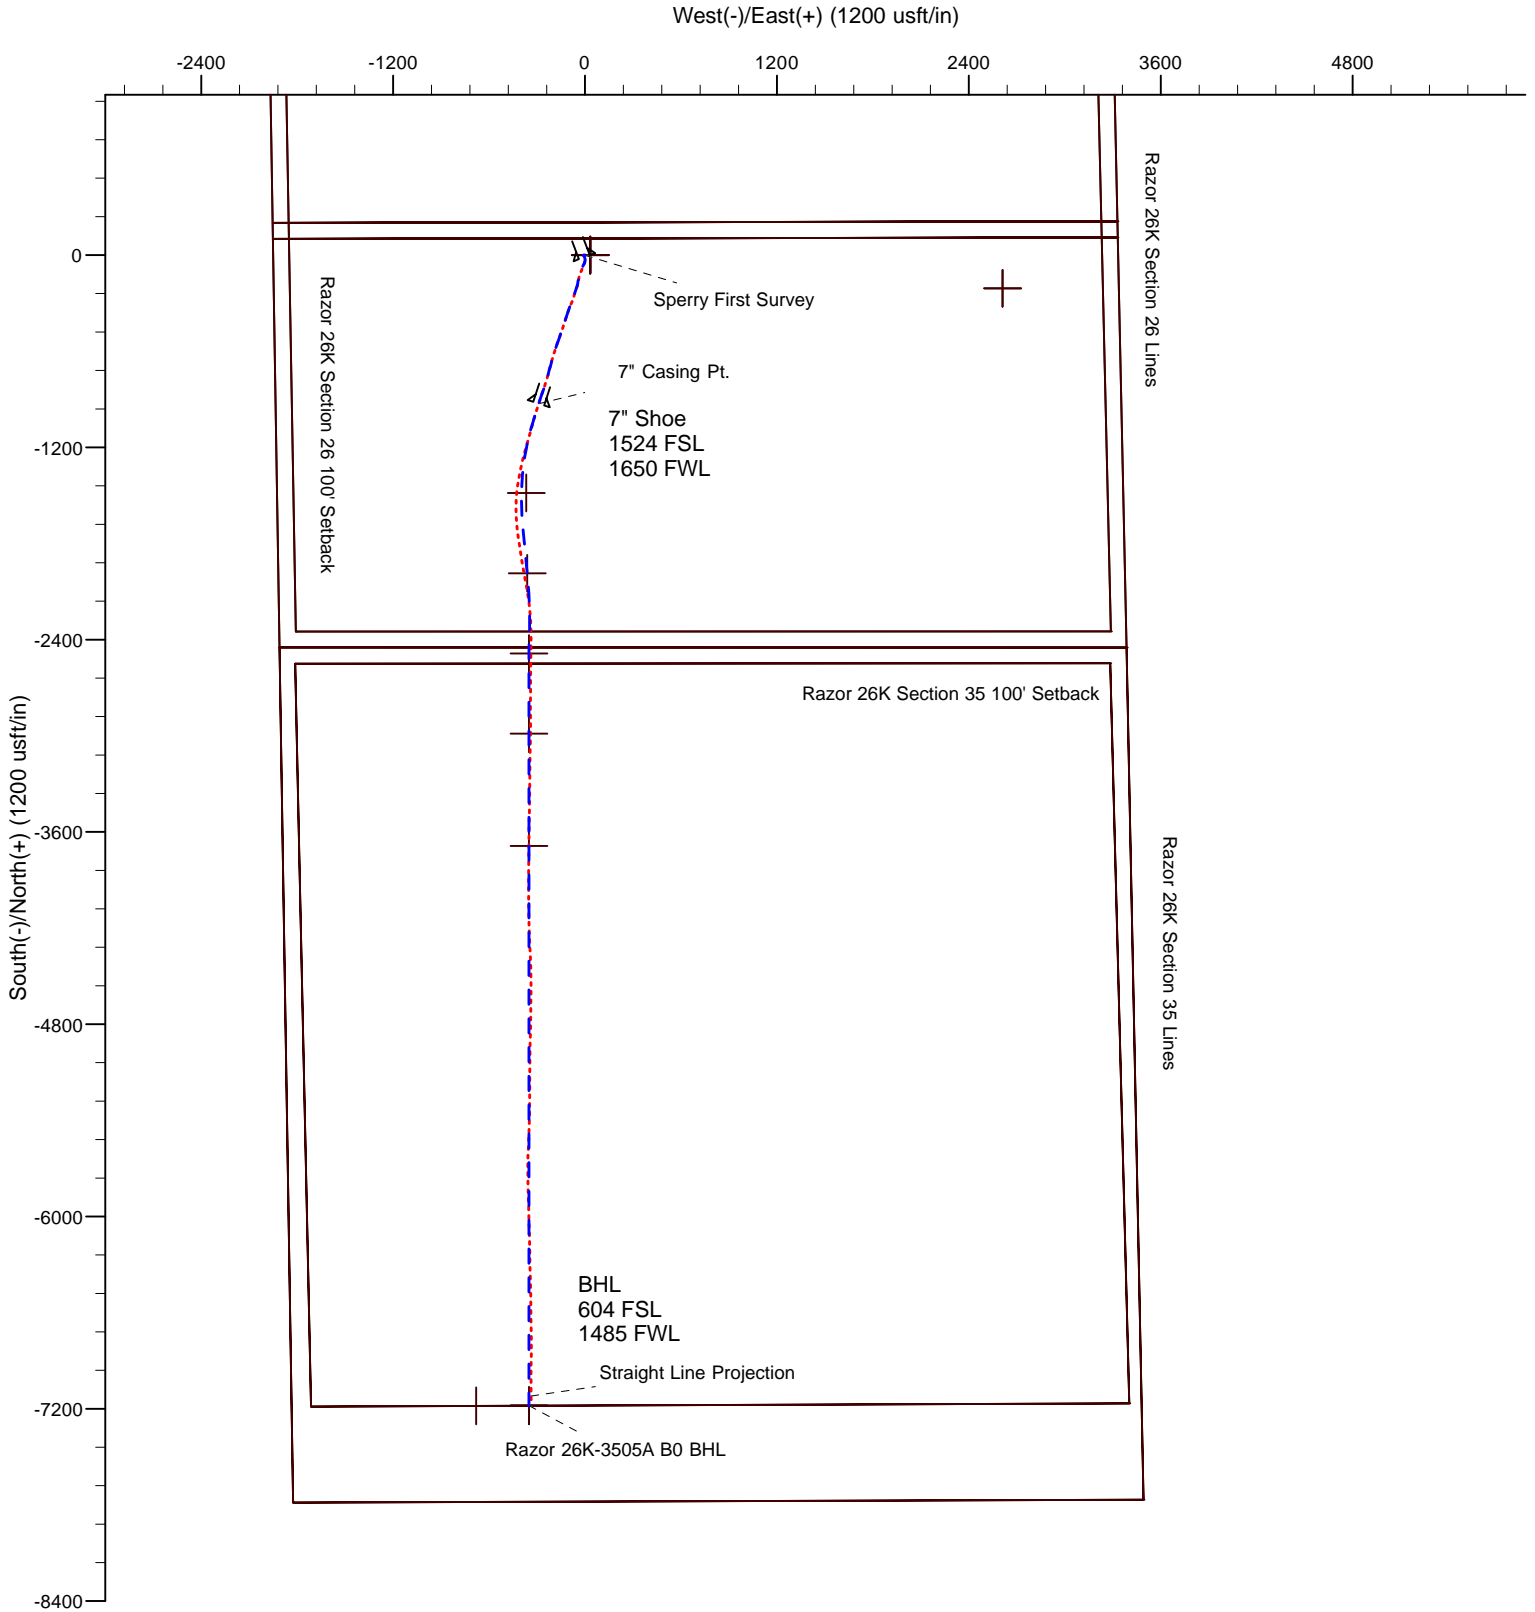 West(-)/East(+) (1200 usft/in)
-2400 -1200 0 1200 2400 3600 4800
South(-)/North(+) (1200 usft/in)
0
-1200
-2400
-3600
-4800
-6000
-7200
-8400
Razor 26K Section 26 Lines
Razor 26K Section 26 100' Setback
Sperry First Survey
7" Casing Pt.
7" Shoe
1524 FSL
1650 FWL
Razor 26K Section 35 100' Setback
Razor 26K Section 35 Lines
BHL
604 FSL
1485 FWL
Straight Line Projection
Razor 26K-3505A B0 BHL